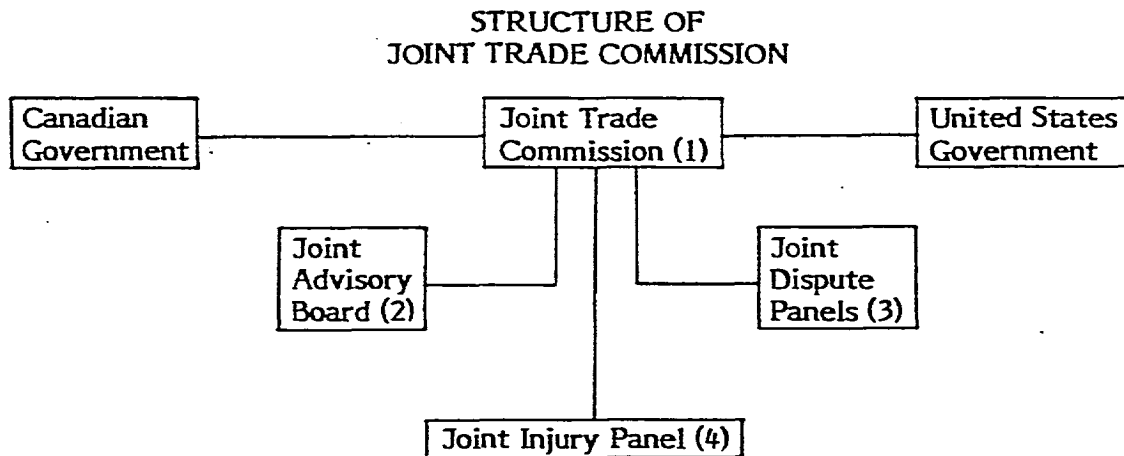 STRUCTURE OF
JOINT TRADE COMMISSION
Canadian
Government
Joint Trade
Commission (1)
United States
Government
Joint
Advisory
Board (2)
Joint
Dispute
Panels (3)
Joint Injury Panel (4)